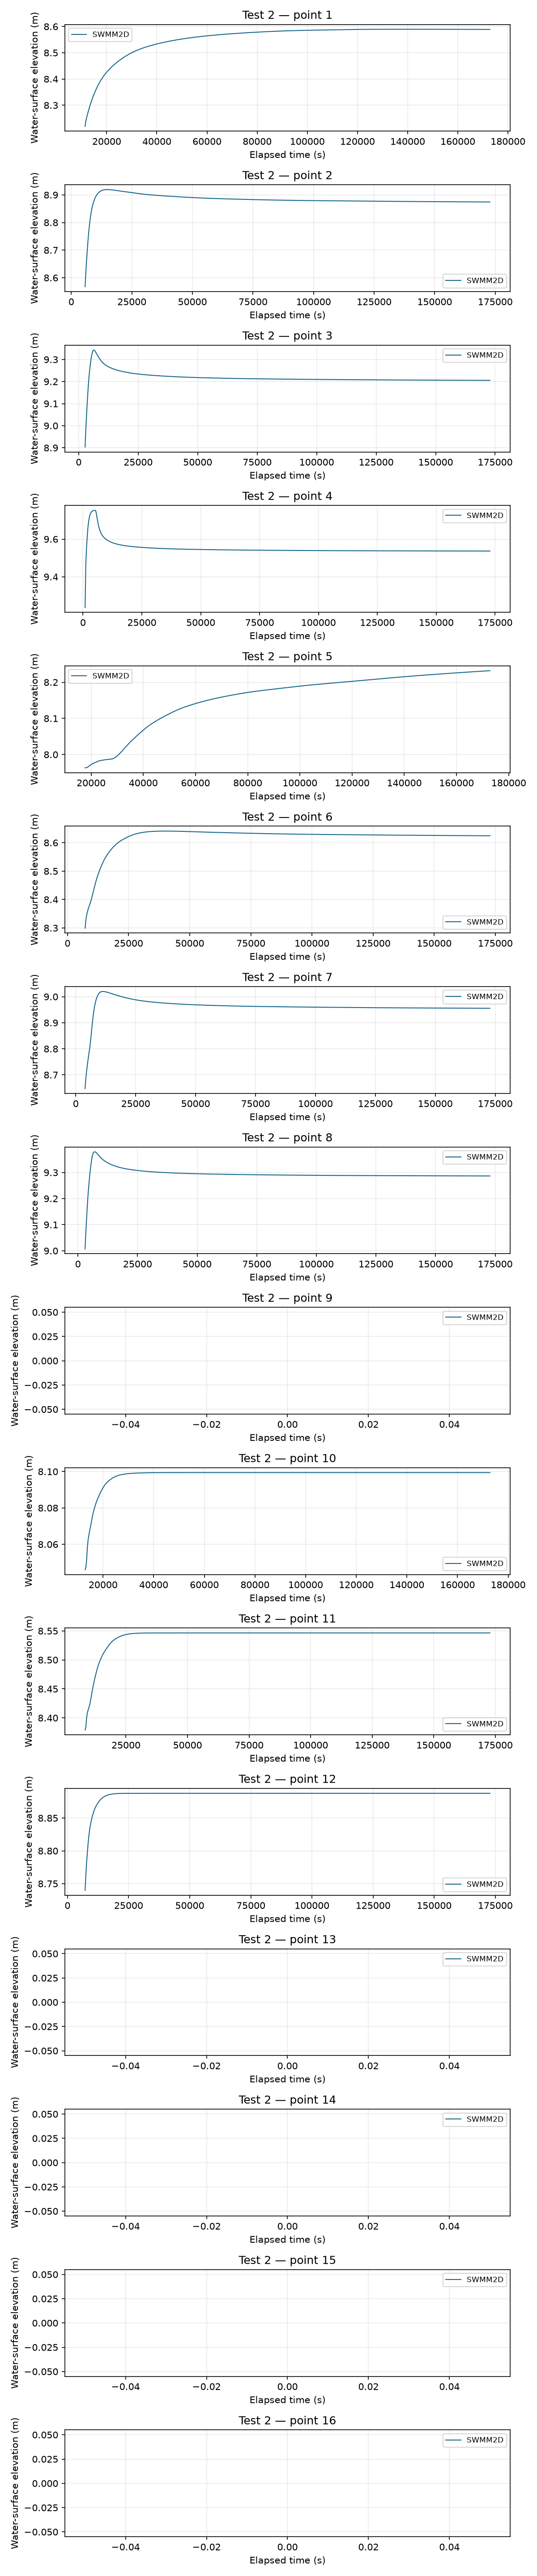 Test 2 — point 1
Water-surface elevation (m)
8.6
8.5
8.4
8.3
SWMM2D
20000 40000 60000 80000 100000 120000 140000 160000 180000
Elapsed time (s)
Test 2 — point 2
Water-surface elevation (m)
8.9
8.8
8.7
8.6
SWMM2D
0 25000 50000 75000 100000 125000 150000 175000
Elapsed time (s)
Test 2 — point 3
Water-surface elevation (m)
9.3
9.2
9.1
9.0
8.9
SWMM2D
0 25000 50000 75000 100000 125000 150000 175000
Elapsed time (s)
Test 2 — point 4
Water-surface elevation (m)
9.6
9.4
SWMM2D
0 25000 50000 75000 100000 125000 150000 175000
Elapsed time (s)
Test 2 — point 5
Water-surface elevation (m)
8.2
8.1
8.0
SWMM2D
20000 40000 60000 80000 100000 120000 140000 160000 180000
Elapsed time (s)
Test 2 — point 6
Water-surface elevation (m)
8.6
8.5
8.4
8.3
SWMM2D
0 25000 50000 75000 100000 125000 150000 175000
Elapsed time (s)
Test 2 — point 7
Water-surface elevation (m)
9.0
8.9
8.8
8.7
SWMM2D
0 25000 50000 75000 100000 125000 150000 175000
Elapsed time (s)
Test 2 — point 8
Water-surface elevation (m)
9.3
9.2
9.1
9.0
SWMM2D
0 25000 50000 75000 100000 125000 150000 175000
Elapsed time (s)
Test 2 — point 9
Water-surface elevation (m)
0.050
0.025
0.000
−0.025
−0.050
SWMM2D
−0.04 −0.02 0.00 0.02 0.04
Elapsed time (s)
Test 2 — point 10
Water-surface elevation (m)
8.10
8.08
8.06
SWMM2D
20000 40000 60000 80000 100000 120000 140000 160000 180000
Elapsed time (s)
Test 2 — point 11
Water-surface elevation (m)
8.55
8.50
8.45
8.40
SWMM2D
25000 50000 75000 100000 125000 150000 175000
Elapsed time (s)
Test 2 — point 12
Water-surface elevation (m)
8.85
8.80
8.75
SWMM2D
0 25000 50000 75000 100000 125000 150000 175000
Elapsed time (s)
Test 2 — point 13
Water-surface elevation (m)
0.050
0.025
0.000
−0.025
−0.050
SWMM2D
−0.04 −0.02 0.00 0.02 0.04
Elapsed time (s)
Test 2 — point 14
Water-surface elevation (m)
0.050
0.025
0.000
−0.025
−0.050
SWMM2D
−0.04 −0.02 0.00 0.02 0.04
Elapsed time (s)
Test 2 — point 15
Water-surface elevation (m)
0.050
0.025
0.000
−0.025
−0.050
SWMM2D
−0.04 −0.02 0.00 0.02 0.04
Elapsed time (s)
Test 2 — point 16
Water-surface elevation (m)
0.050
0.025
0.000
−0.025
−0.050
SWMM2D
−0.04 −0.02 0.00 0.02 0.04
Elapsed time (s)